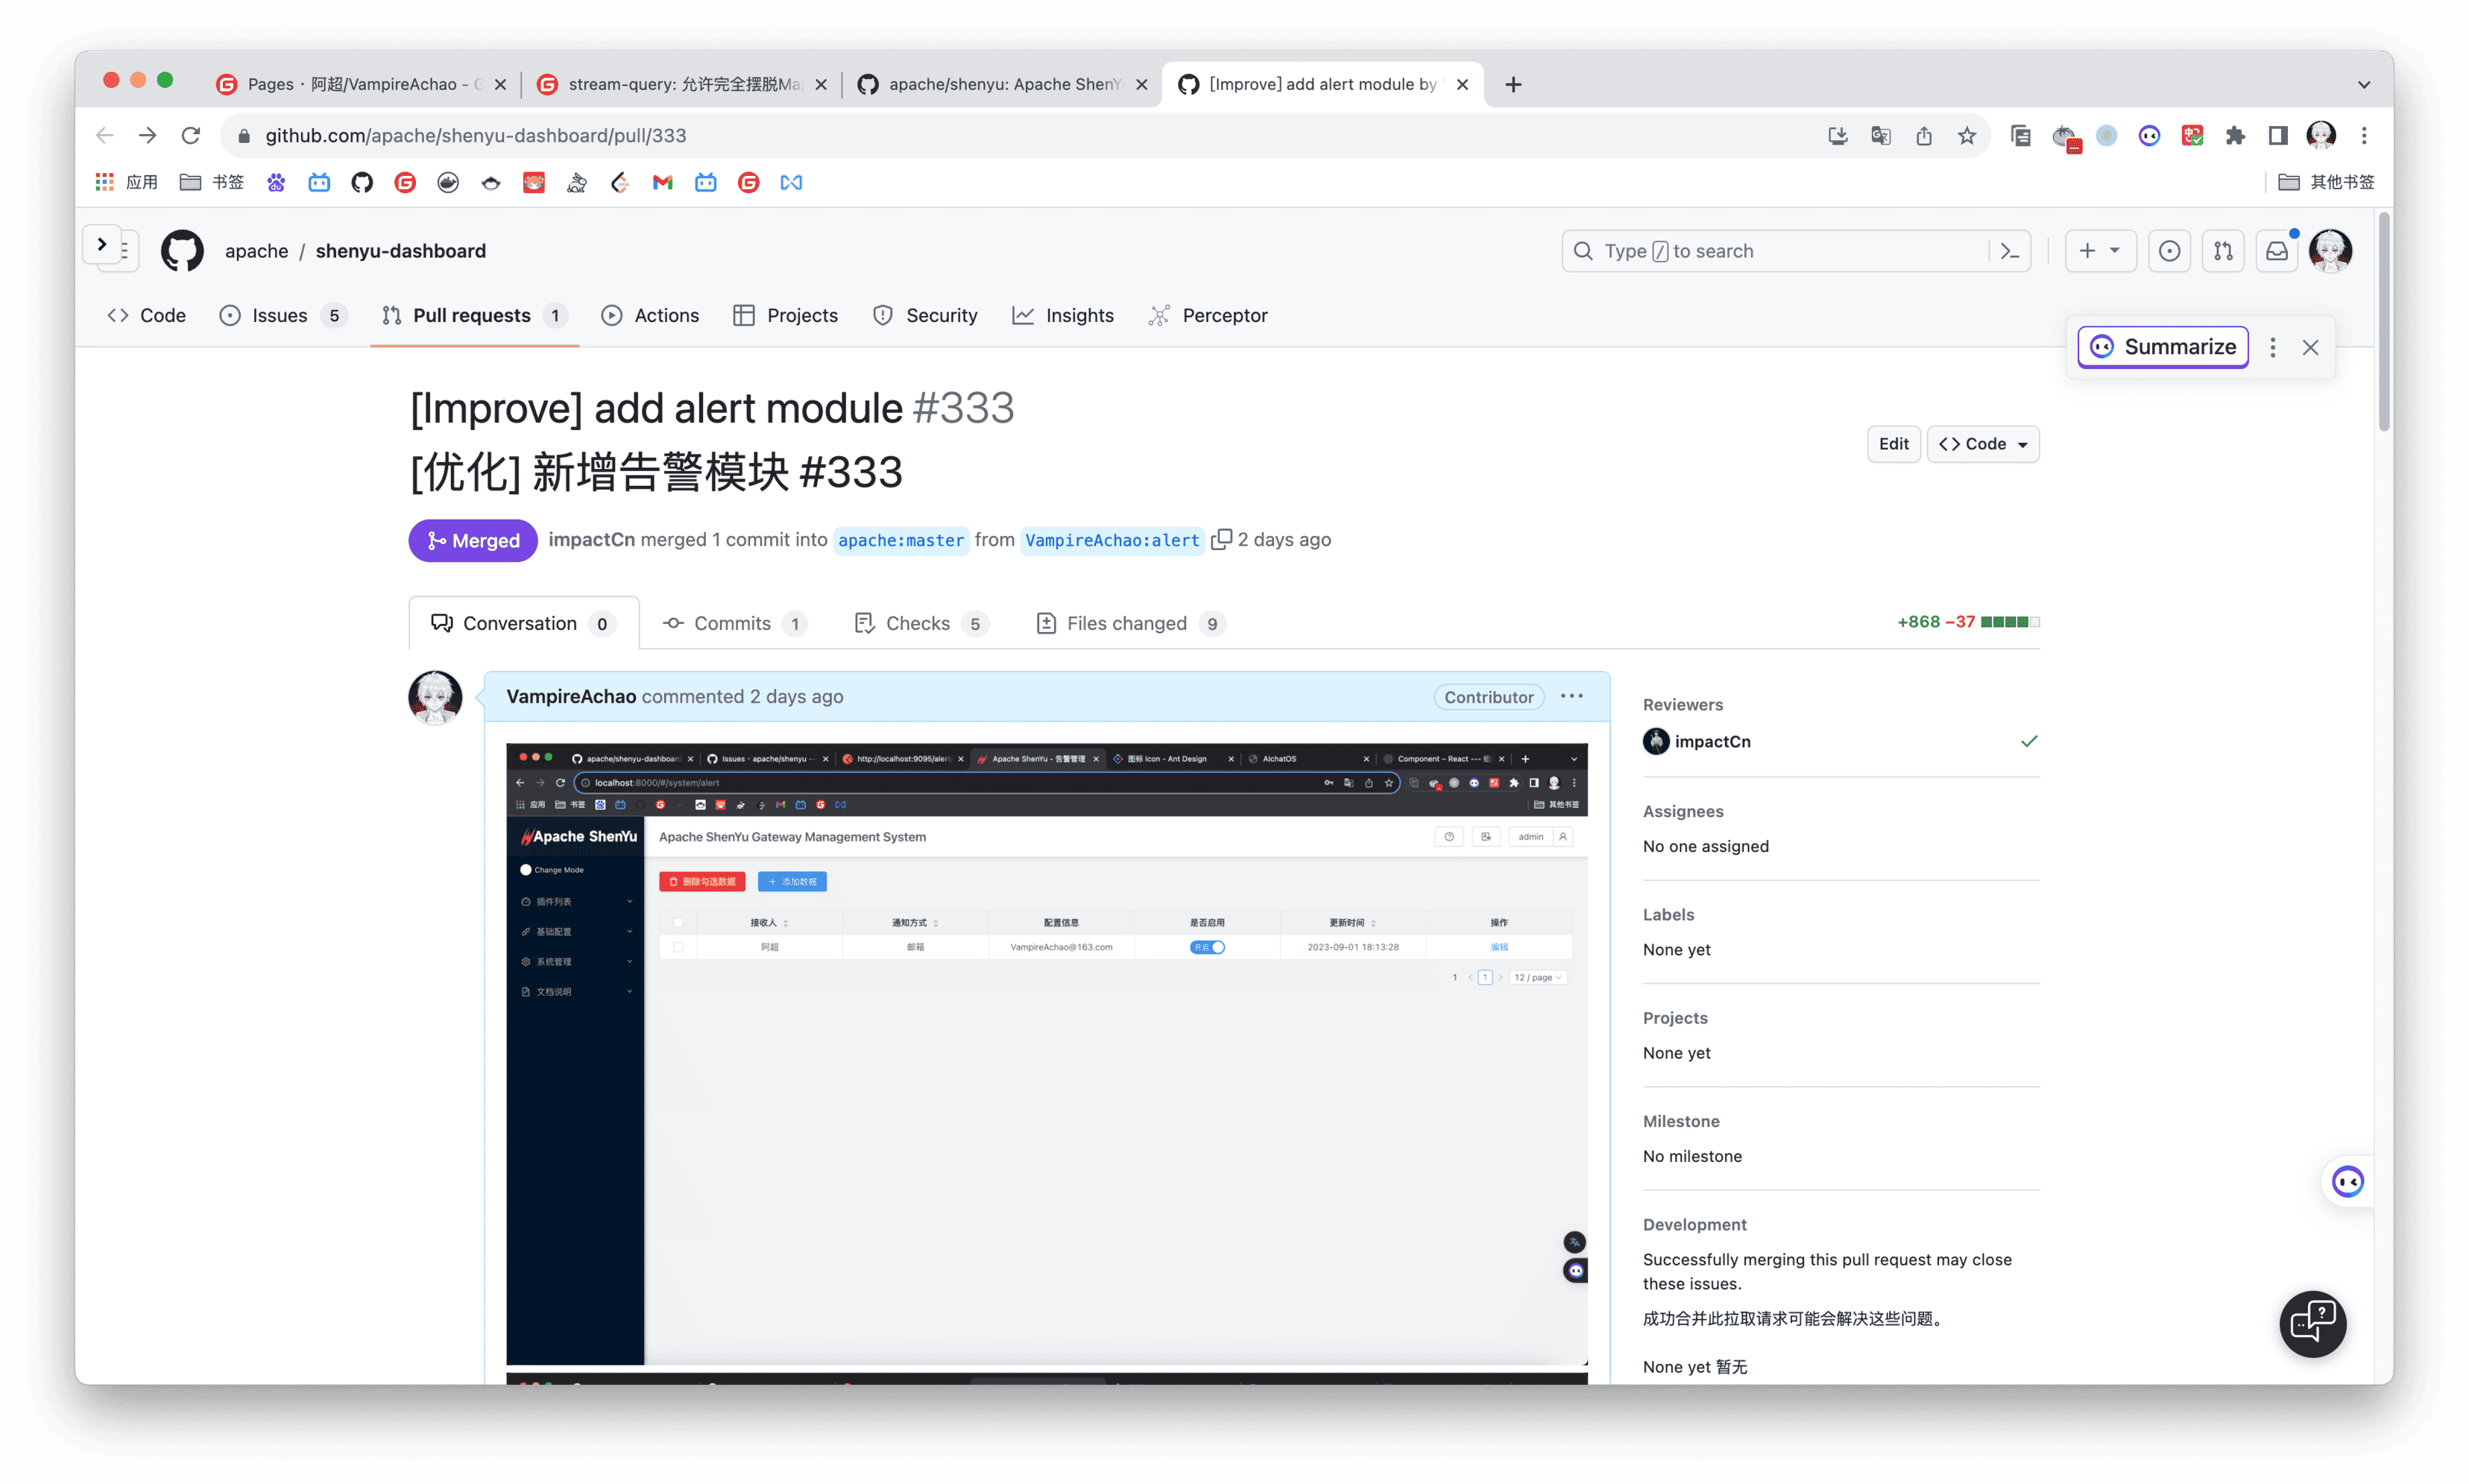 Pages · 阿超/VampireAchao - G
stream-query: 允许完全摆脱Map
apache/shenyu: Apache ShenY
[Improve] add alert module by
github.com/apache/shenyu-dashboard/pull/333
应用
书签
其他书签
apache / shenyu-dashboard
Type / to search
Code
Issues 5
Pull requests 1
Actions
Projects
Security
Insights
Perceptor
Summarize
[Improve] add alert module #333
[优化] 新增告警模块 #333
Edit
Code
Merged
impactCn merged 1 commit into apache:master from VampireAchao:alert 2 days ago
Conversation 0
Commits 1
Checks 5
Files changed 9
+868 −37
VampireAchao commented 2 days ago
Contributor
apache/shenyu-dashboard
Issues · apache/shenyu
http://localhost:9095/alert
Apache ShenYu - 告警管理
图标 Icon - Ant Design
AIchatOS
Component – React
localhost:8000/#/system/alert
应用
书签
其他书签
Apache ShenYu
Apache ShenYu Gateway Management System
admin
Change Mode
插件列表
基础配置
系统管理
文档说明
删除勾选数据
+ 添加数据
接收人 通知方式 配置信息 是否启用 更新时间 操作
阿超 邮箱 VampireAchao@163.com 开启 2023-09-01 18:13:28 编辑
1 < 1 > 12 / page
Reviewers
impactCn
Assignees
No one assigned
Labels
None yet
Projects
None yet
Milestone
No milestone
Development
Successfully merging this pull request may close
these issues.
成功合并此拉取请求可能会解决这些问题。
None yet 暂无